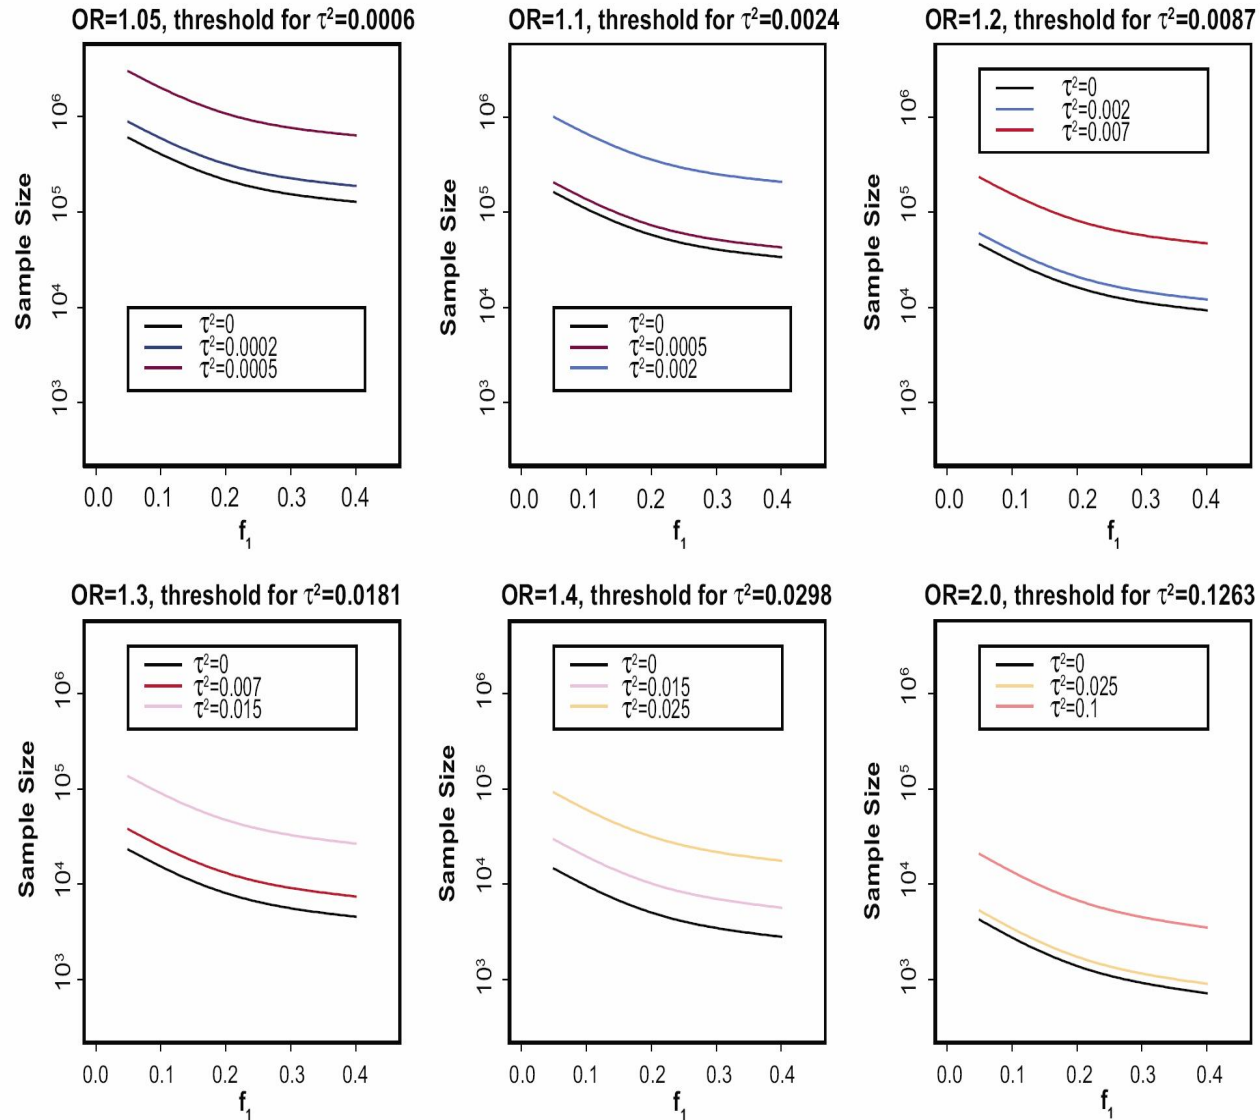 OR=1.05, threshold for τ²=0.0006
Sample Size
10⁶
10⁵
10⁴
10³
τ²=0
τ²=0.0002
τ²=0.0005
0.0 0.1 0.2 0.3 0.4
f₁
OR=1.1, threshold for τ²=0.0024
Sample Size
10⁶
10⁵
10⁴
10³
τ²=0
τ²=0.0005
τ²=0.002
0.0 0.1 0.2 0.3 0.4
f₁
OR=1.2, threshold for τ²=0.0087
Sample Size
10⁶
10⁵
10⁴
10³
τ²=0
τ²=0.002
τ²=0.007
0.0 0.1 0.2 0.3 0.4
f₁
OR=1.3, threshold for τ²=0.0181
Sample Size
10⁶
10⁵
10⁴
10³
τ²=0
τ²=0.007
τ²=0.015
0.0 0.1 0.2 0.3 0.4
f₁
OR=1.4, threshold for τ²=0.0298
Sample Size
10⁶
10⁵
10⁴
10³
τ²=0
τ²=0.015
τ²=0.025
0.0 0.1 0.2 0.3 0.4
f₁
OR=2.0, threshold for τ²=0.1263
Sample Size
10⁶
10⁵
10⁴
10³
τ²=0
τ²=0.025
τ²=0.1
0.0 0.1 0.2 0.3 0.4
f₁